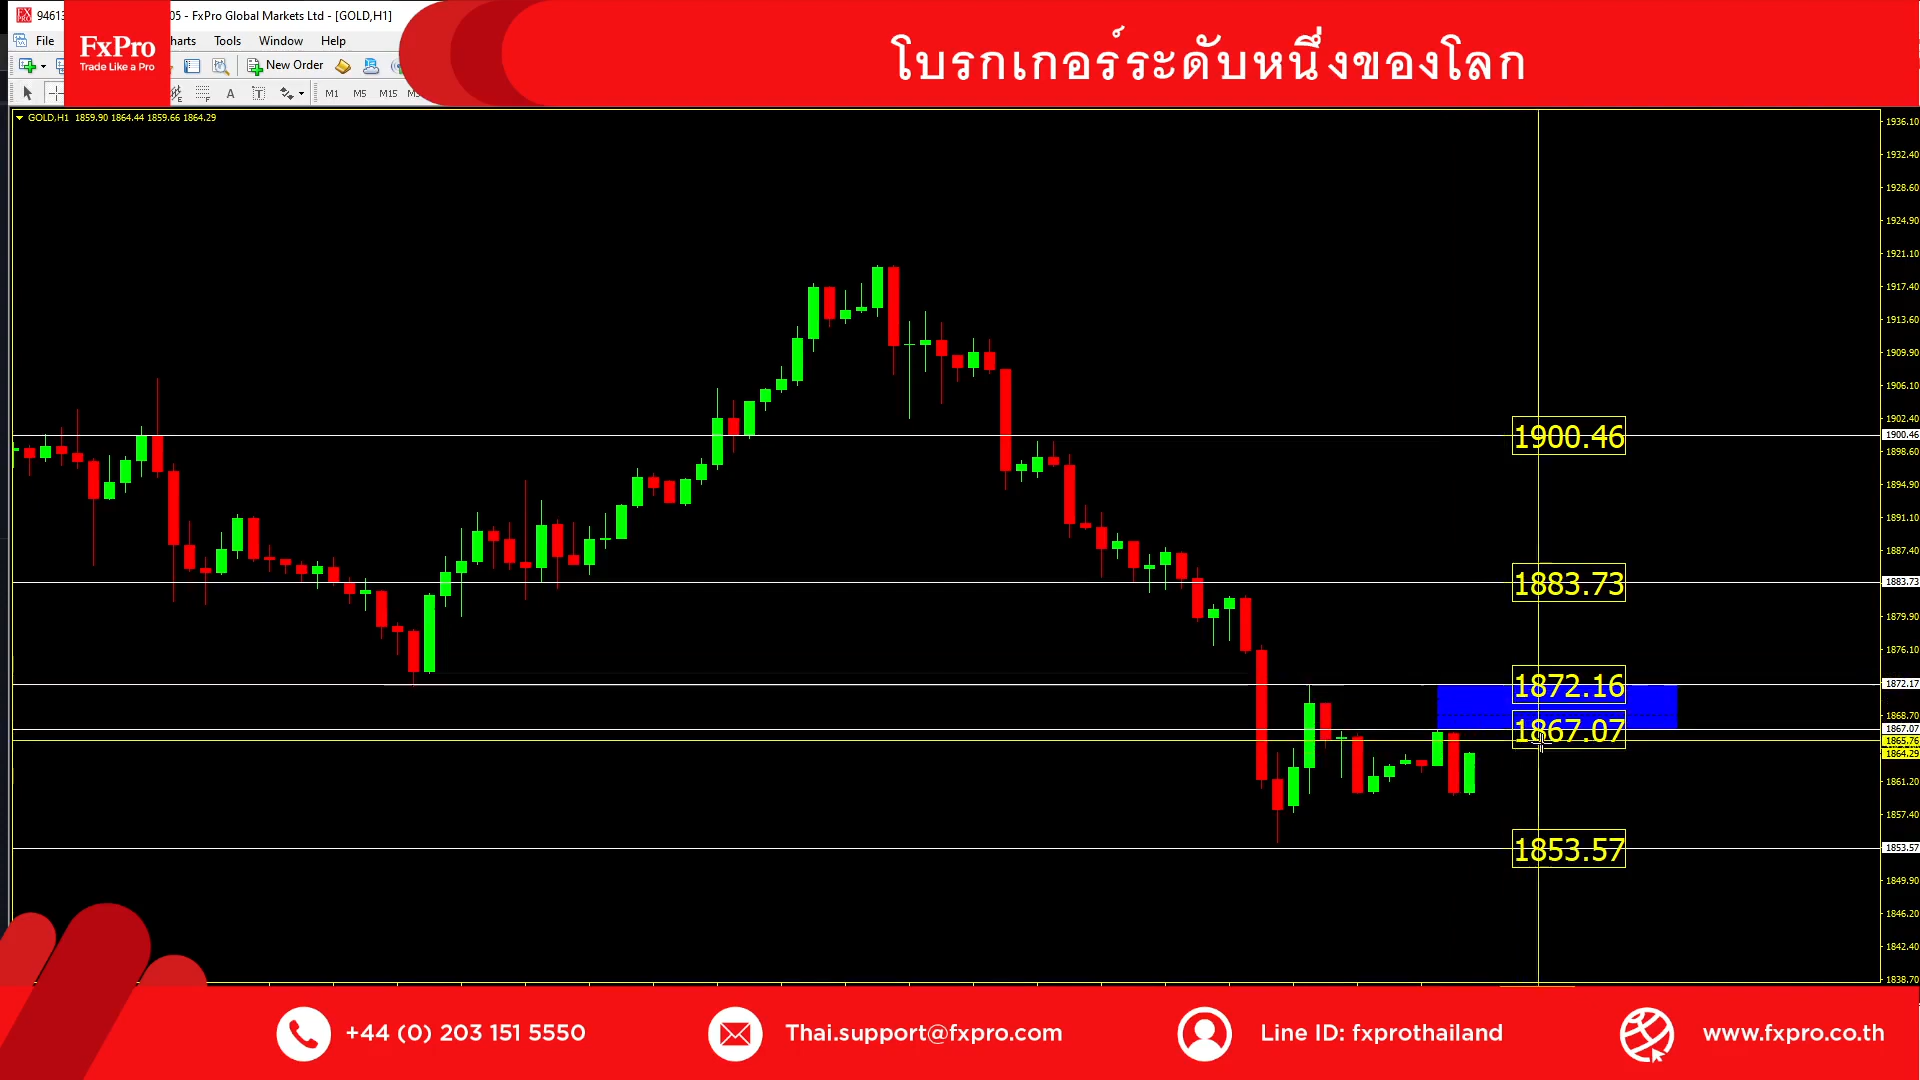 94613
05 - FxPro Global Markets Ltd - [GOLD,H1]
File
harts
Tools
Window
Help
New Order
A
T
M1
M5
M15
FxPro
Trade Like a Pro
โบรกเกอร์ระดับหนึ่งของโลก
GOLD,H1 1859.90 1864.44 1859.66 1864.29
1936.10
1932.40
1928.60
1924.90
1921.10
1917.40
1913.60
1909.90
1906.10
1902.40
1900.46
1900.46
1898.60
1894.90
1891.10
1887.40
1883.73
1883.73
1879.90
1876.10
1872.16
1872.17
1868.70
1867.07
1867.07
1865.76
1864.29
1861.20
1857.40
1853.57
1853.57
1849.90
1846.20
1842.40
1838.70
+44 (0) 203 151 5550
Thai.support@fxpro.com
Line ID: fxprothailand
www.fxpro.co.th